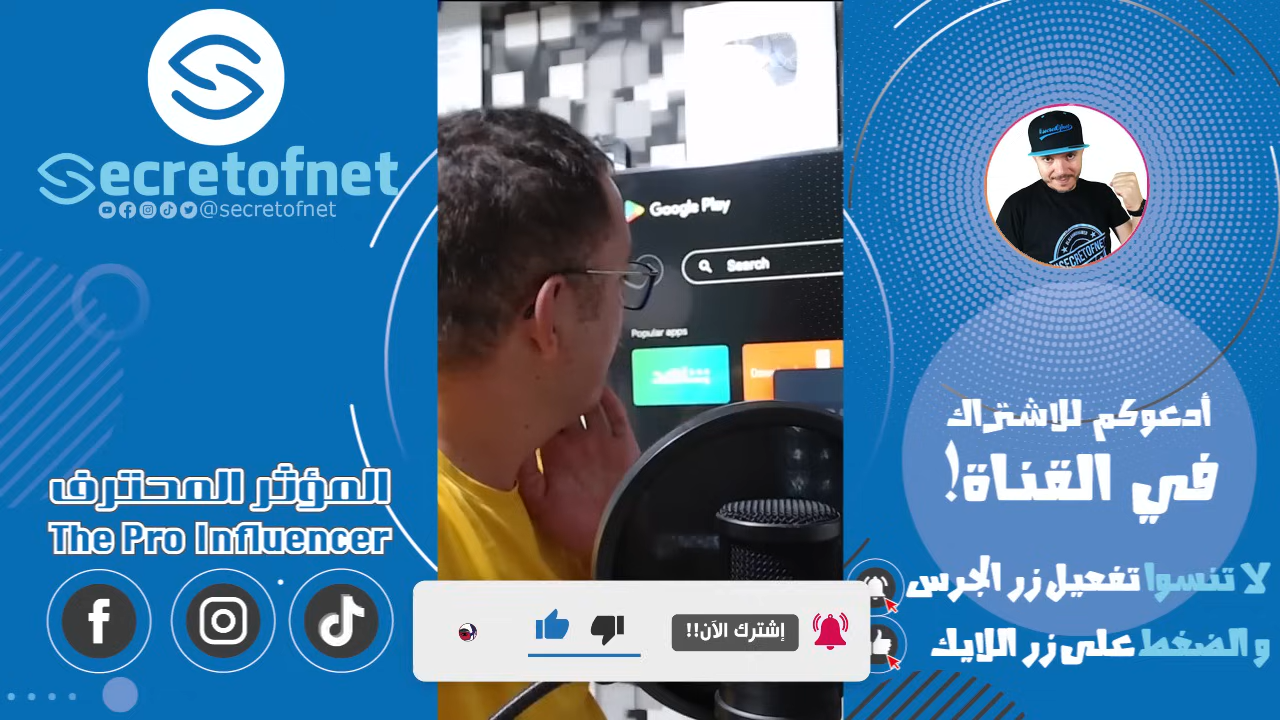 Secretofnet
@secretofnet
المؤثر المحترف
The Pro Influencer
Google Play
Search
Popular apps
إشترك الآن!!
أدعوكم للاشتراك
في القناة!
لا تنسوا تفعيل زر الجرس
و الضغط على زر اللايك